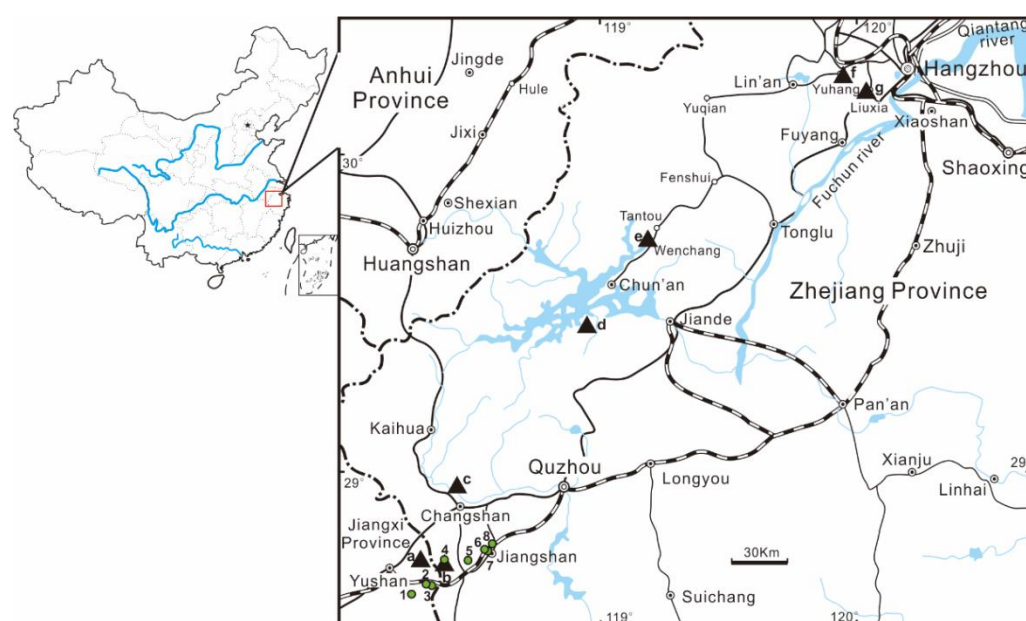 119°
120°
Qiantang
river
Jingde
Anhui
Province
Hule
Lin'an
f
Yuhang
g
Hangzhou
Yuqian
Liuxia
Xiaoshan
Jixi
Fuyang
Shaoxing
30°
Fenshui
Fuchun river
Shexian
Huizhou
Tantou
e
Wenchang
Tonglu
Zhuji
Huangshan
Chun'an
Zhejiang Province
d
Jiande
Pan'an
Kaihua
Quzhou
Xianju
29°
29°
c
Longyou
Linhai
Changshan
Jiangxi
Province
a
4
b
5
6
8
7
Jiangshan
30Km
Yushan
2
1
3
Suichang
119°
120°